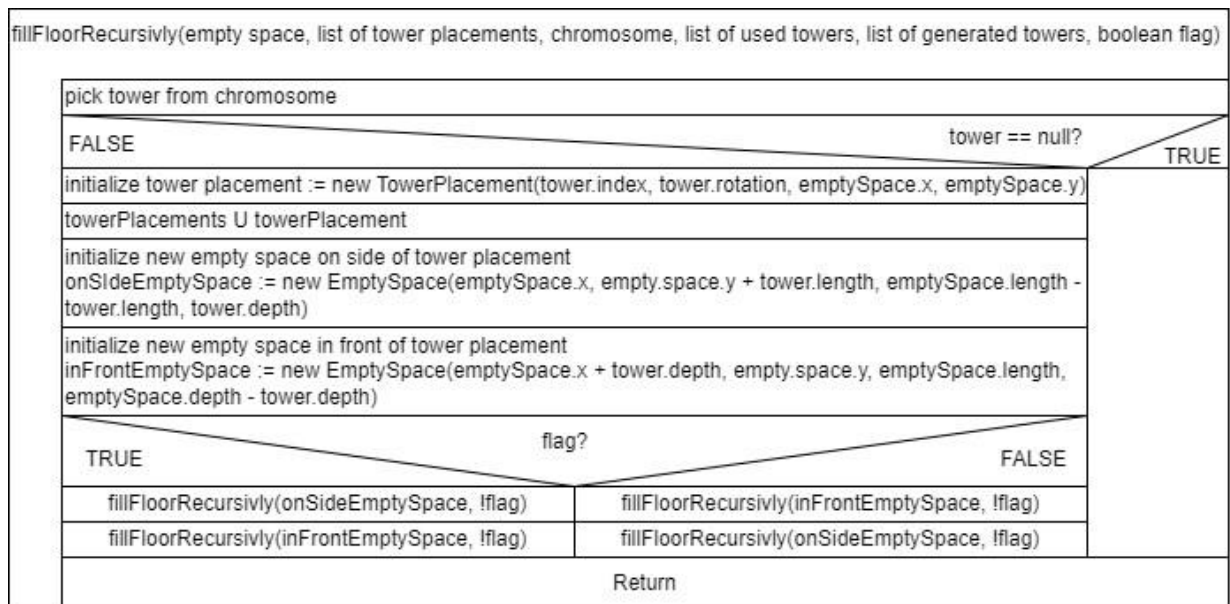 fillFloorRecursivly(empty space, list of tower placements, chromosome, list of used towers, list of generated towers, boolean flag)
pick tower from chromosome
tower == null?
FALSE
TRUE
initialize tower placement := new TowerPlacement(tower.index, tower.rotation, emptySpace.x, emptySpace.y)
towerPlacements U towerPlacement
initialize new empty space on side of tower placement
onSIdeEmptySpace := new EmptySpace(emptySpace.x, empty.space.y + tower.length, emptySpace.length -
tower.length, tower.depth)
initialize new empty space in front of tower placement
inFrontEmptySpace := new EmptySpace(emptySpace.x + tower.depth, empty.space.y, emptySpace.length,
emptySpace.depth - tower.depth)
flag?
TRUE
FALSE
fillFloorRecursivly(onSideEmptySpace, !flag)
fillFloorRecursivly(inFrontEmptySpace, !flag)
fillFloorRecursivly(inFrontEmptySpace, !flag)
fillFloorRecursivly(onSideEmptySpace, !flag)
Return